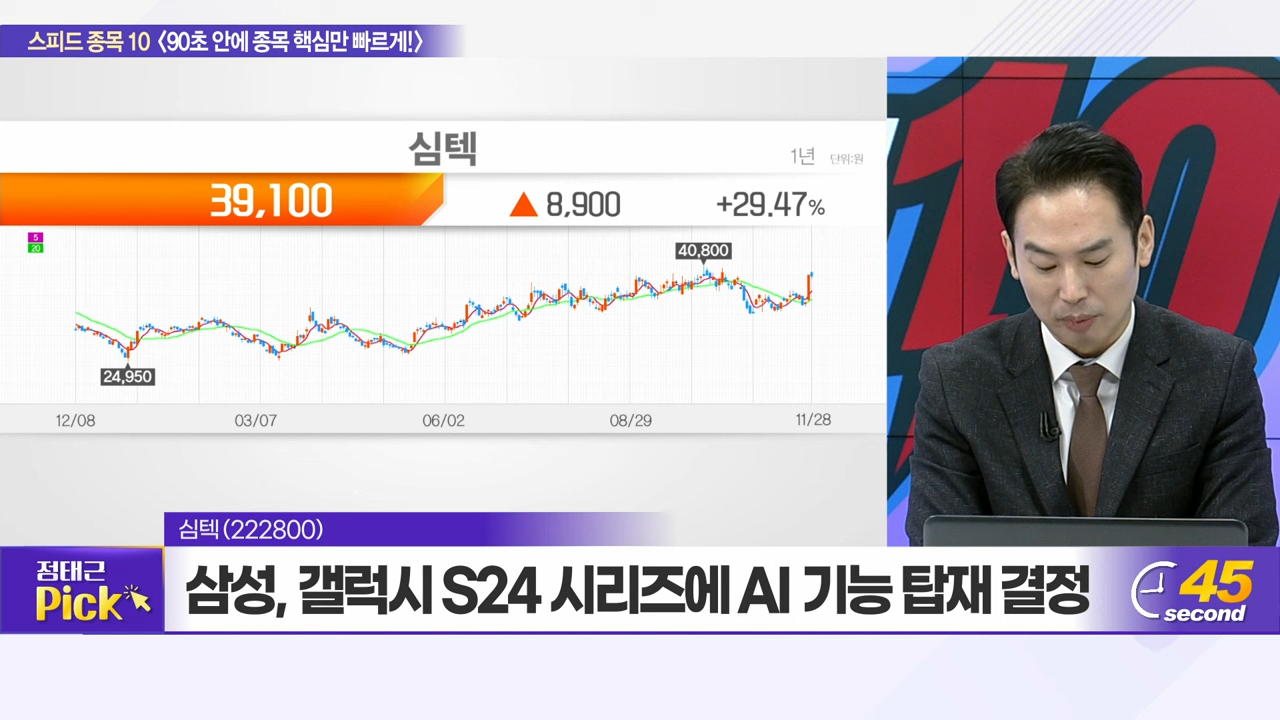 스피드 종목 10 〈90초 안에 종목 핵심만 빠르게!〉
심텍
1년 단위:원
39,100 ▲ 8,900 +29.47%
5
20
40,800
24,950
12/08 03/07 06/02 08/29 11/28
10
심텍(222800)
정태근 Pick
삼성, 갤럭시 S24 시리즈에 AI 기능 탑재 결정
45 second